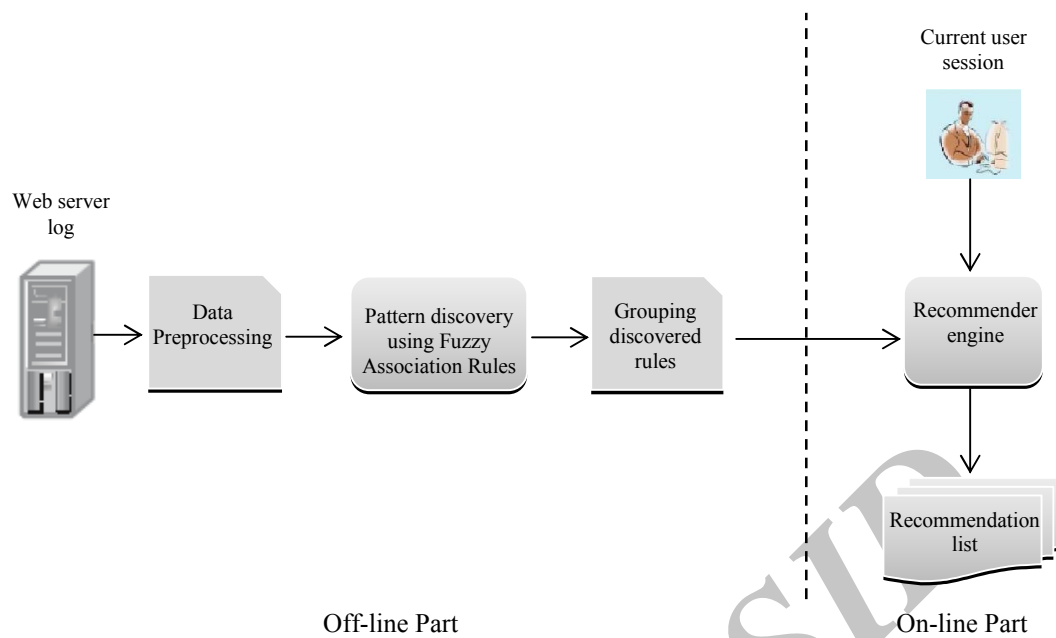 Current user
session
Web server
log
Data
Preprocessing
Pattern discovery
using Fuzzy
Association Rules
Grouping
discovered
rules
Recommender
engine
Recommendation
list
Off-line Part
On-line Part
SID